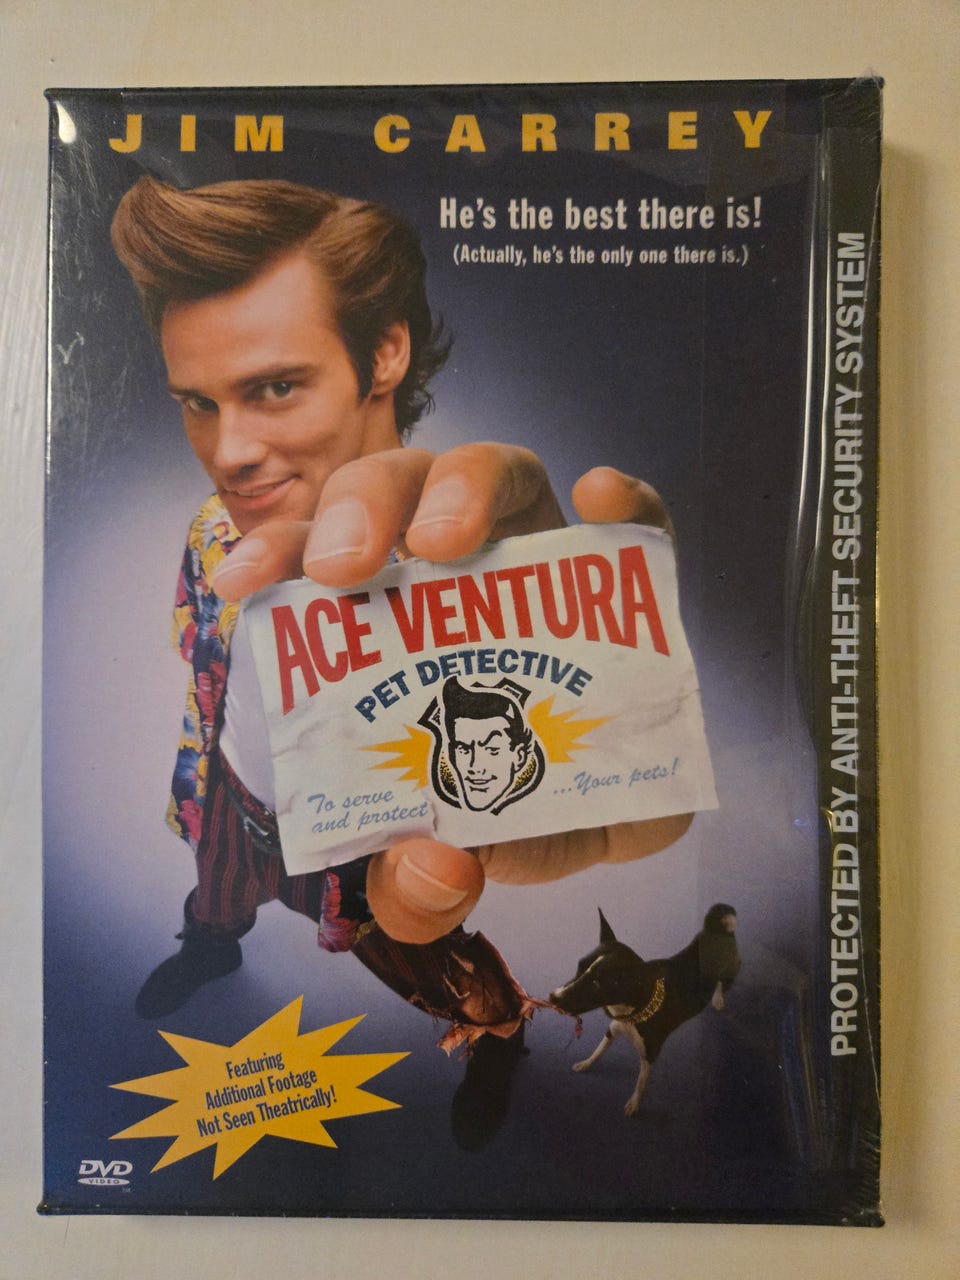 JIM CARREY
He's the best there is!
(Actually, he's the only one there is.)
ACE VENTURA
PET DETECTIVE
To serve
and protect
...Your pets!
Featuring
Additional Footage
Not Seen Theatrically!
DVD
VIDEO
TM
PROTECTED BY ANTI-THEFT SECURITY SYSTEM